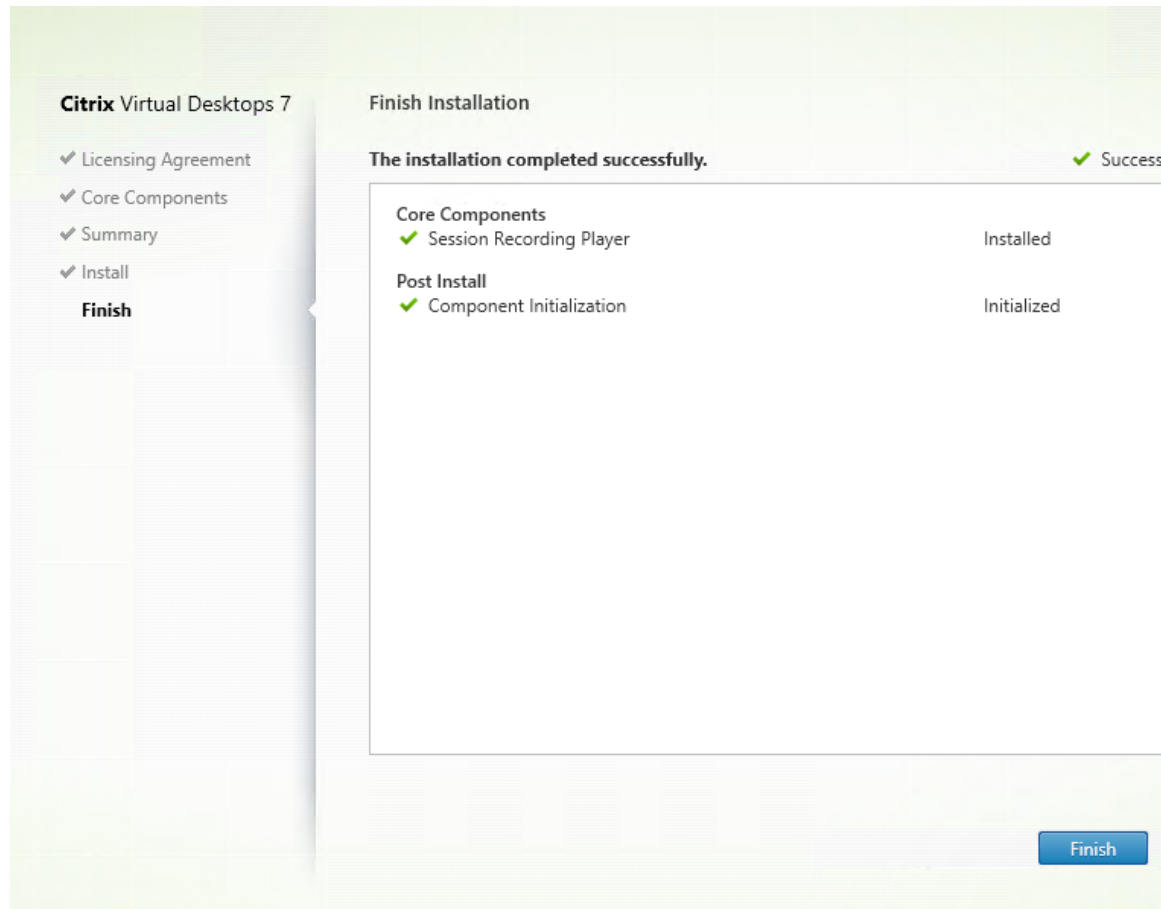 Citrix Virtual Desktops 7
Licensing Agreement
Core Components
Summary
Install
Finish
Finish Installation
The installation completed successfully.
Success
Core Components
Session Recording Player Installed
Post Install
Component Initialization Initialized
Finish